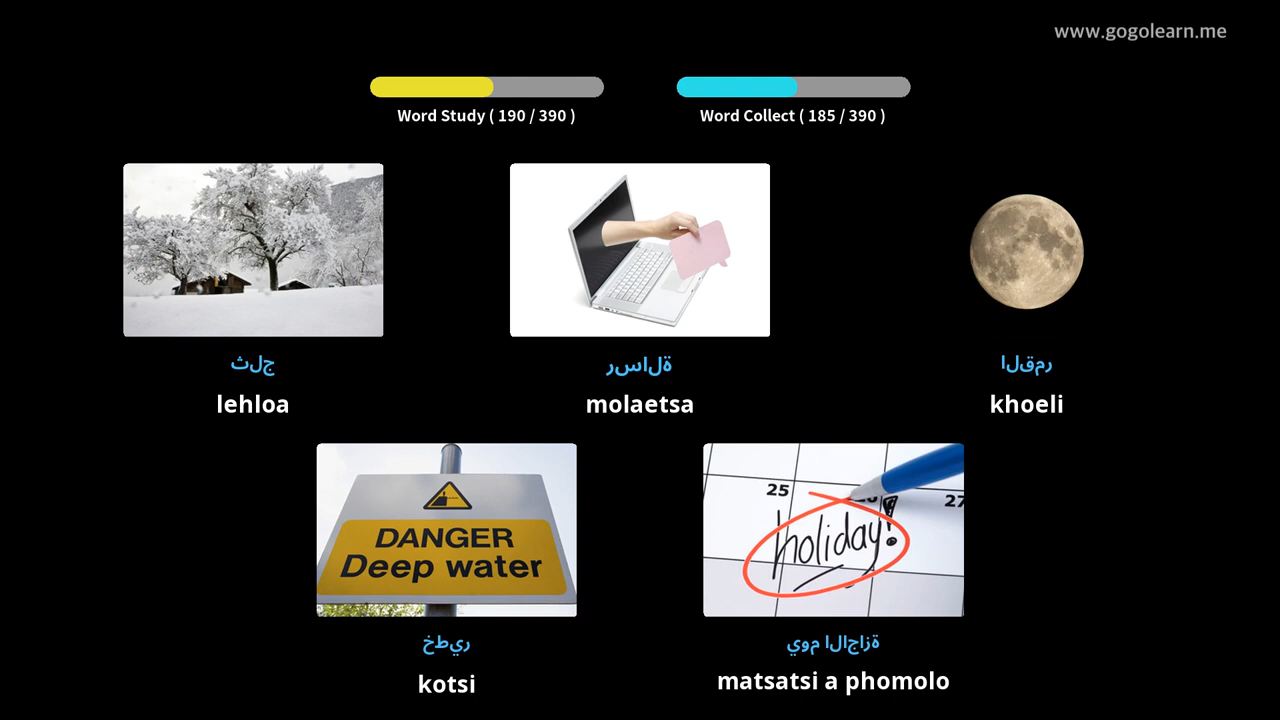 www.gogolearn.me
Word Study ( 190 / 390 )
Word Collect ( 185 / 390 )
ثلج
رسالة
القمر
lehloa
molaetsa
khoeli
DANGER
Deep water
25
27
holiday!
خطير
يوم الاجازة
kotsi
matsatsi a phomolo